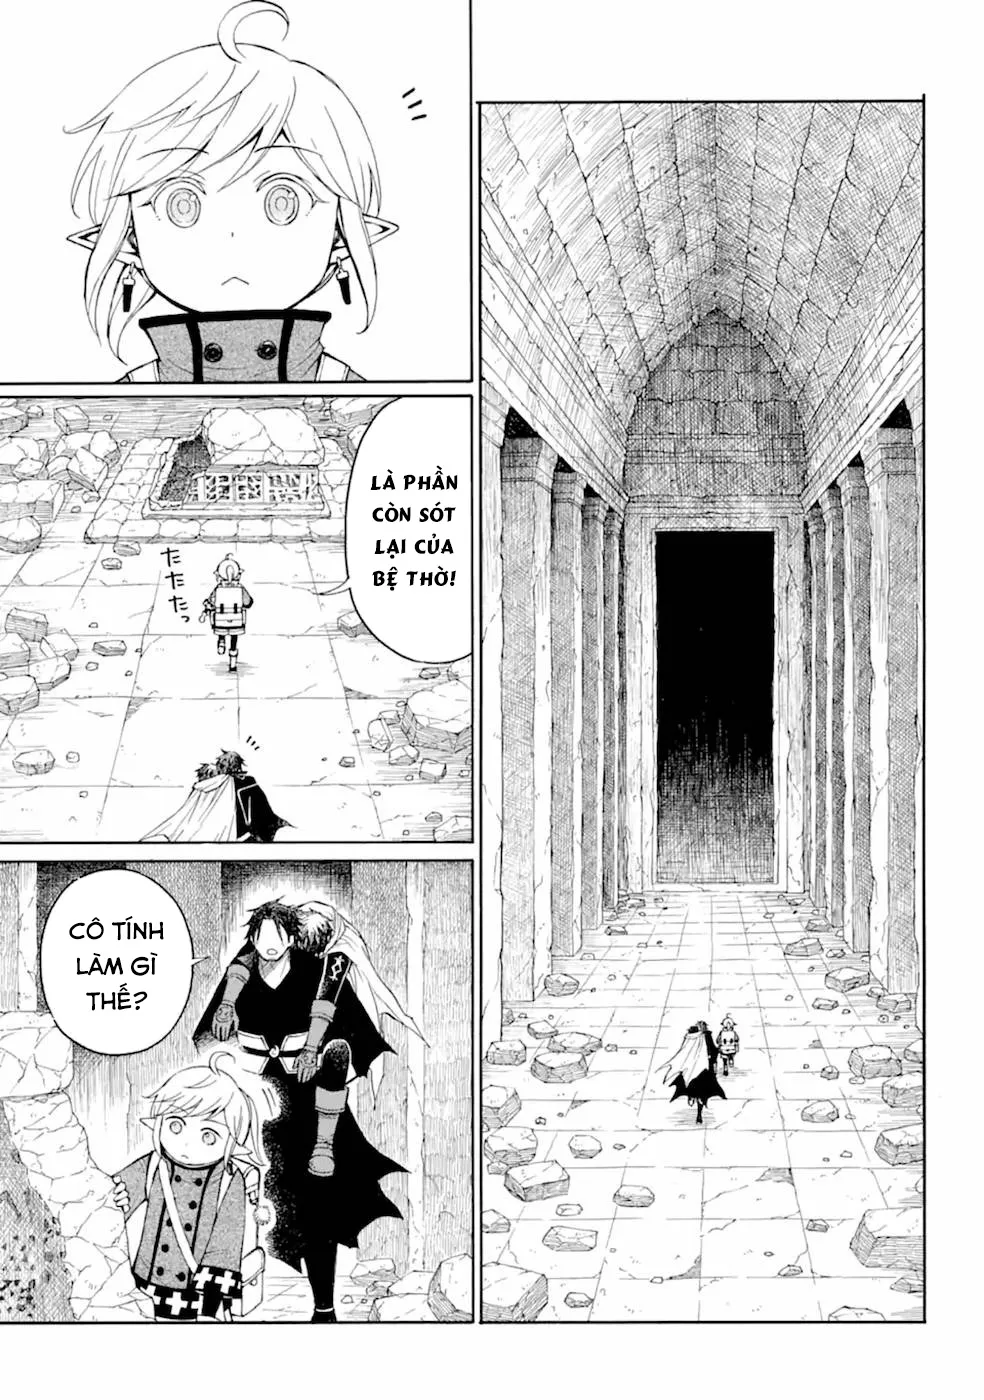 LÀ PHẦN
CÒN SÓT
LẠI CỦA
BỆ THỜ!
たたたっ
CÔ TÍNH
LÀM GÌ
THẾ?